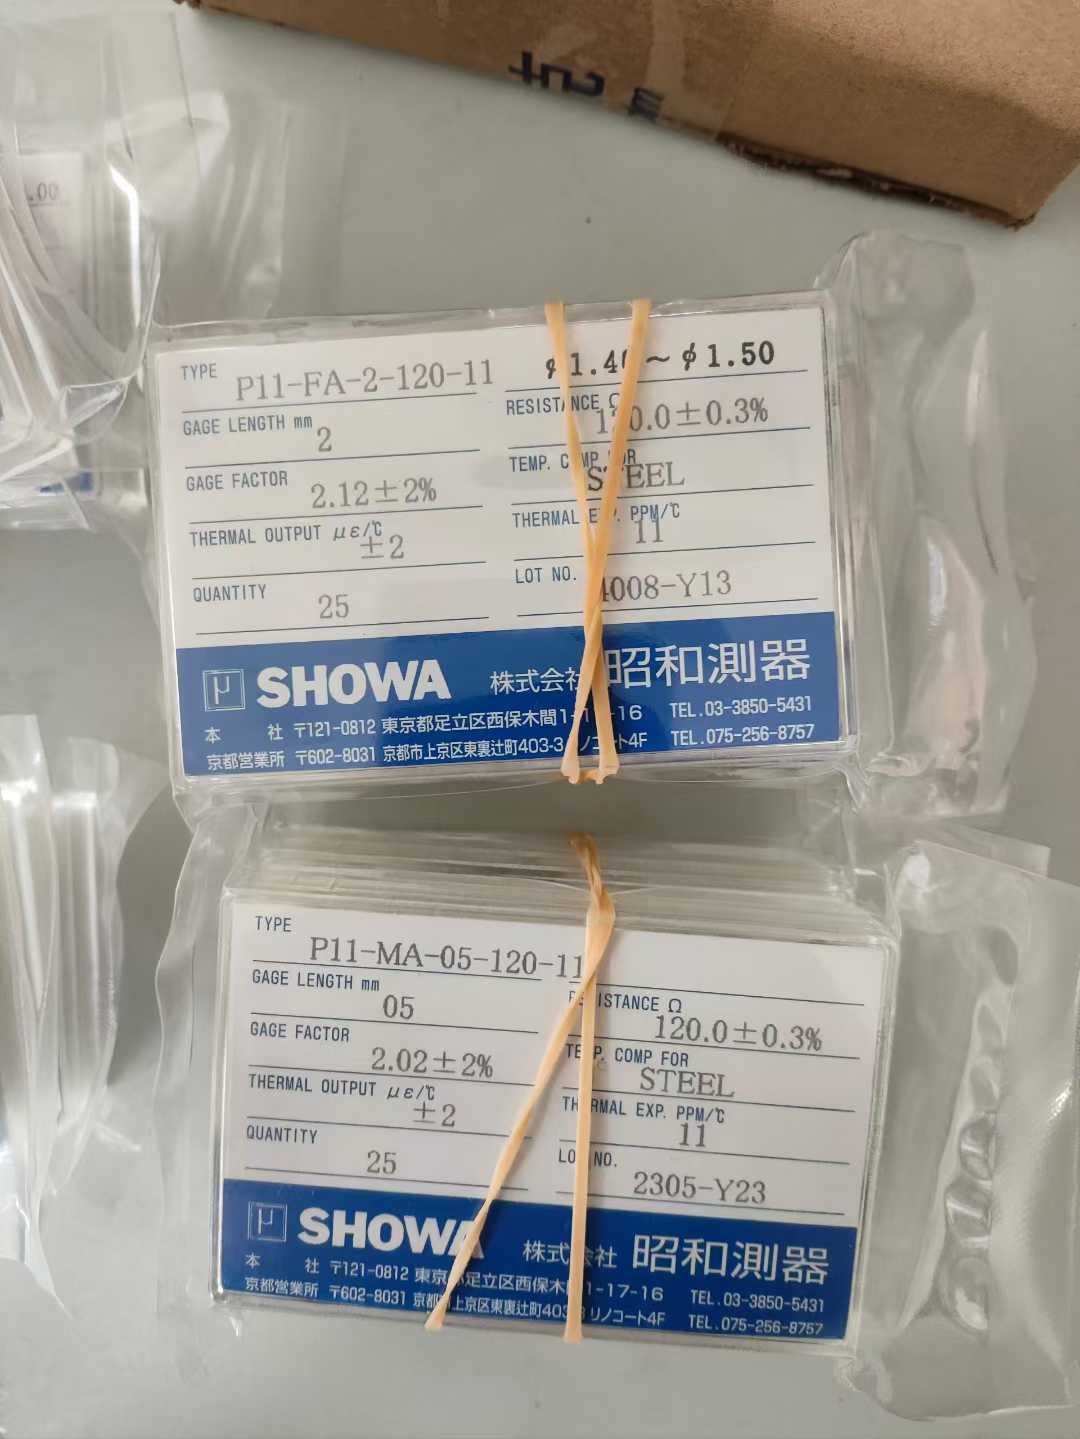 .00
TYPE P11-FA-2-120-11
φ1.40～φ1.50
GAGE LENGTH mm 2
RESISTANCE Ω 120.0±0.3%
GAGE FACTOR 2.12±2%
TEMP. COMP FOR STEEL
THERMAL OUTPUT με/℃ ±2
THERMAL EXP. PPM/℃ 11
QUANTITY 25
LOT NO. 4008-Y13
μ SHOWA 株式会社 昭和測器
本 社 〒121-0812 東京都足立区西保木間1-17-16 TEL.03-3850-5431
京都営業所 〒602-8031 京都市上京区東裏辻町403-3 リノコート4F TEL.075-256-8757
TYPE P11-MA-05-120-11
GAGE LENGTH mm 05
RESISTANCE Ω 120.0±0.3%
GAGE FACTOR 2.02±2%
TEMP. COMP FOR STEEL
THERMAL OUTPUT με/℃ ±2
THERMAL EXP. PPM/℃ 11
QUANTITY 25
LOT NO. 2305-Y23
μ SHOWA 株式会社 昭和測器
本 社 〒121-0812 東京都足立区西保木間1-17-16 TEL.03-3850-5431
京都営業所 〒602-8031 京都市上京区東裏辻町403-3 リノコート4F TEL.075-256-8757